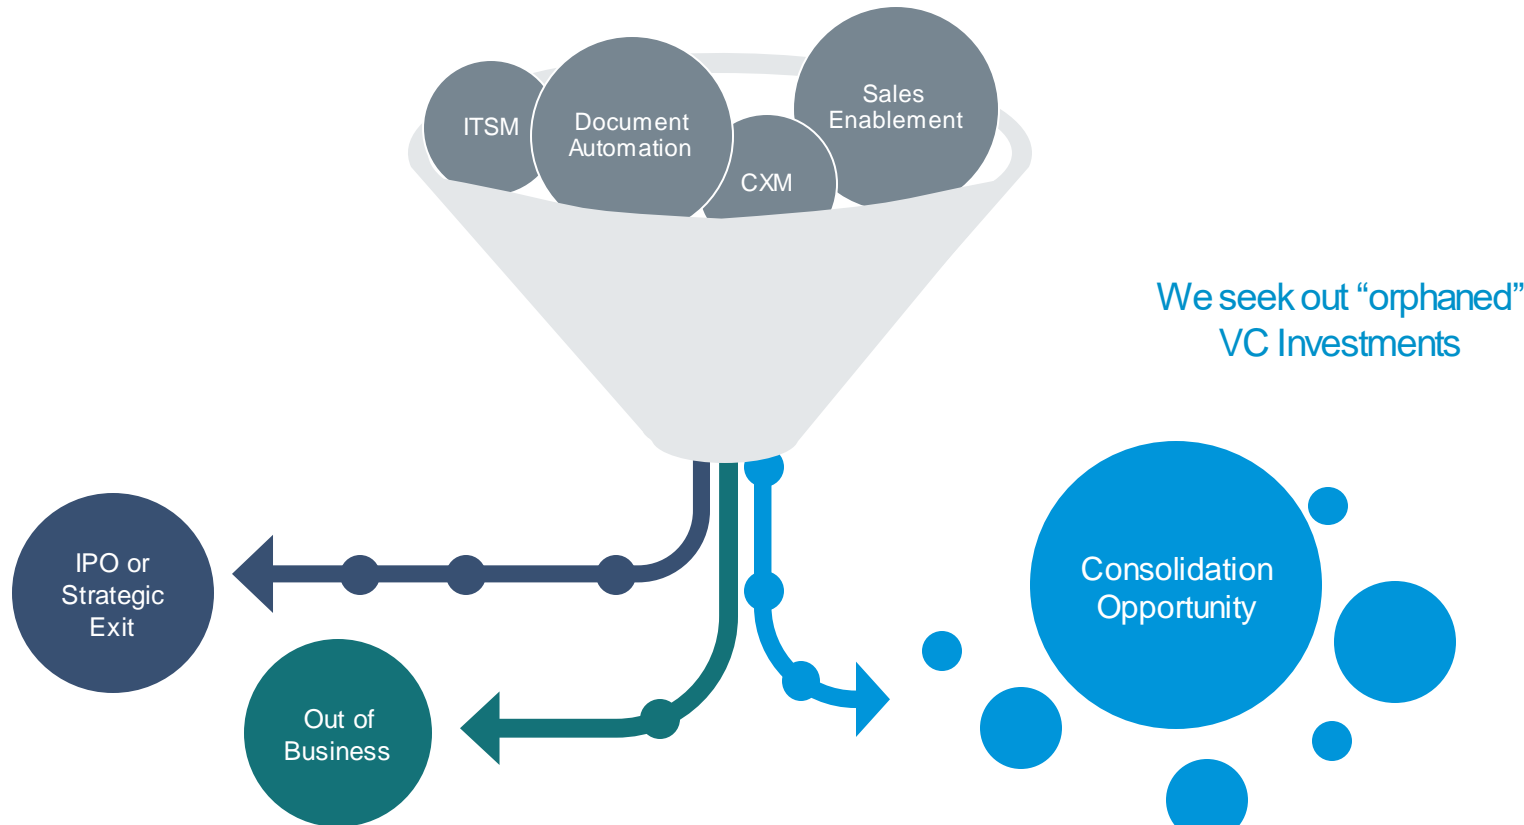 ITSM
Document
Automation
CXM
Sales
Enablement
We seek out “orphaned”
VC Investments
IPO or
Strategic
Exit
Out of
Business
Consolidation
Opportunity